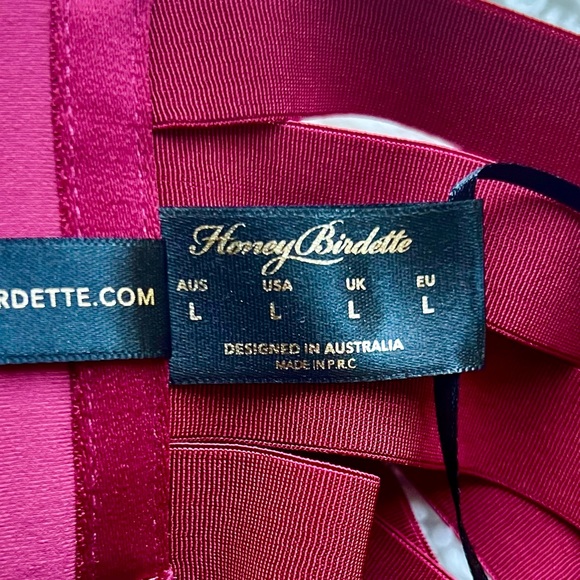 Honey Birdette
AUS USA UK EU
L L L L
DESIGNED IN AUSTRALIA
MADE IN P.R.C
RDETTE.COM